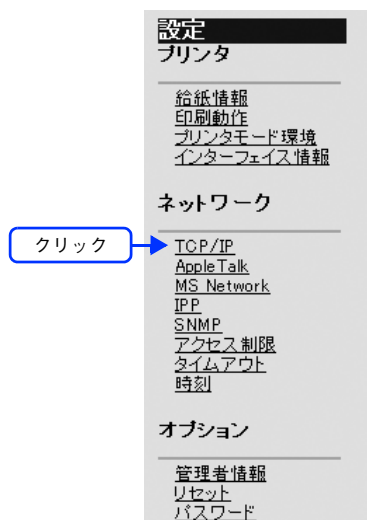 設定
プリンタ
給紙情報
印刷動作
プリンタモード環境
インターフェイス情報
ネットワーク
クリック
TCP/IP
AppleTalk
MS Network
IPP
SNMP
アクセス制限
タイムアウト
時刻
オプション
管理者情報
リセット
パスワード